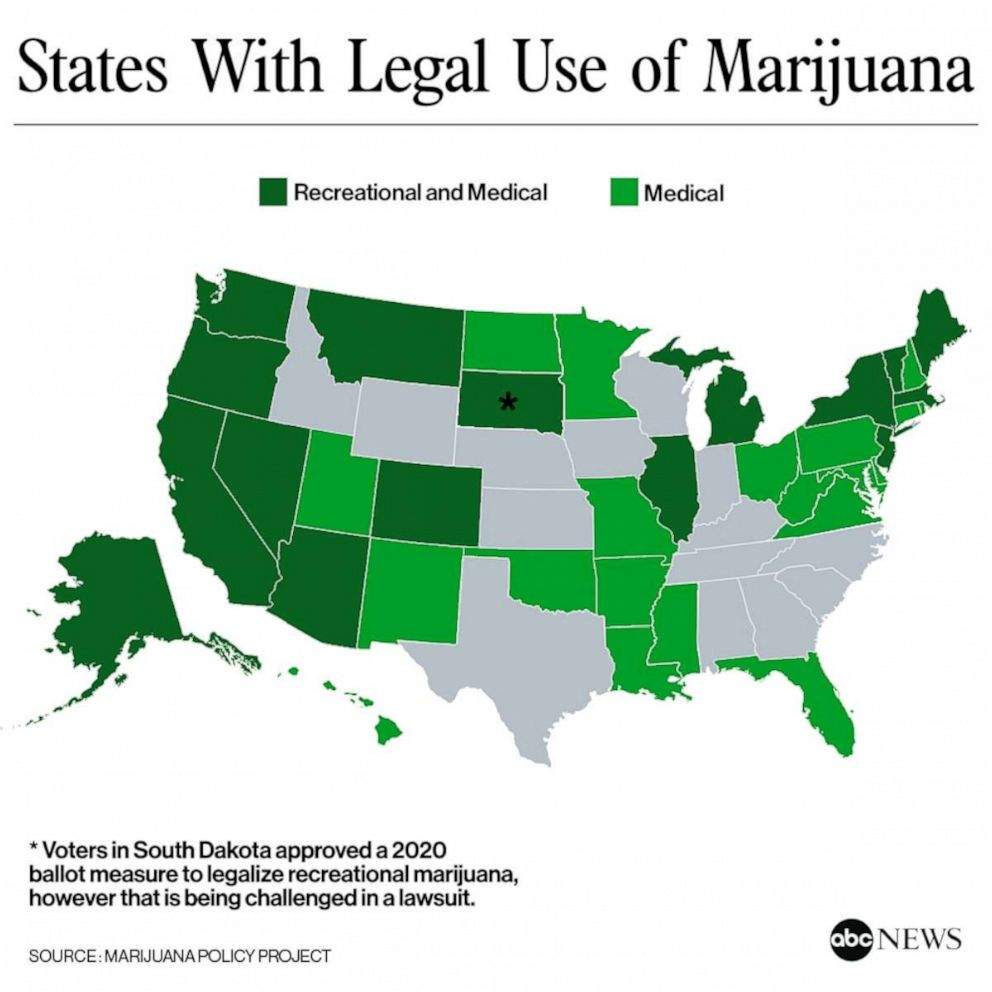 States With Legal Use of Marijuana
Recreational and Medical
Medical
*
* Voters in South Dakota approved a 2020
ballot measure to legalize recreational marijuana,
however that is being challenged in a lawsuit.
SOURCE: MARIJUANA POLICY PROJECT
abc NEWS